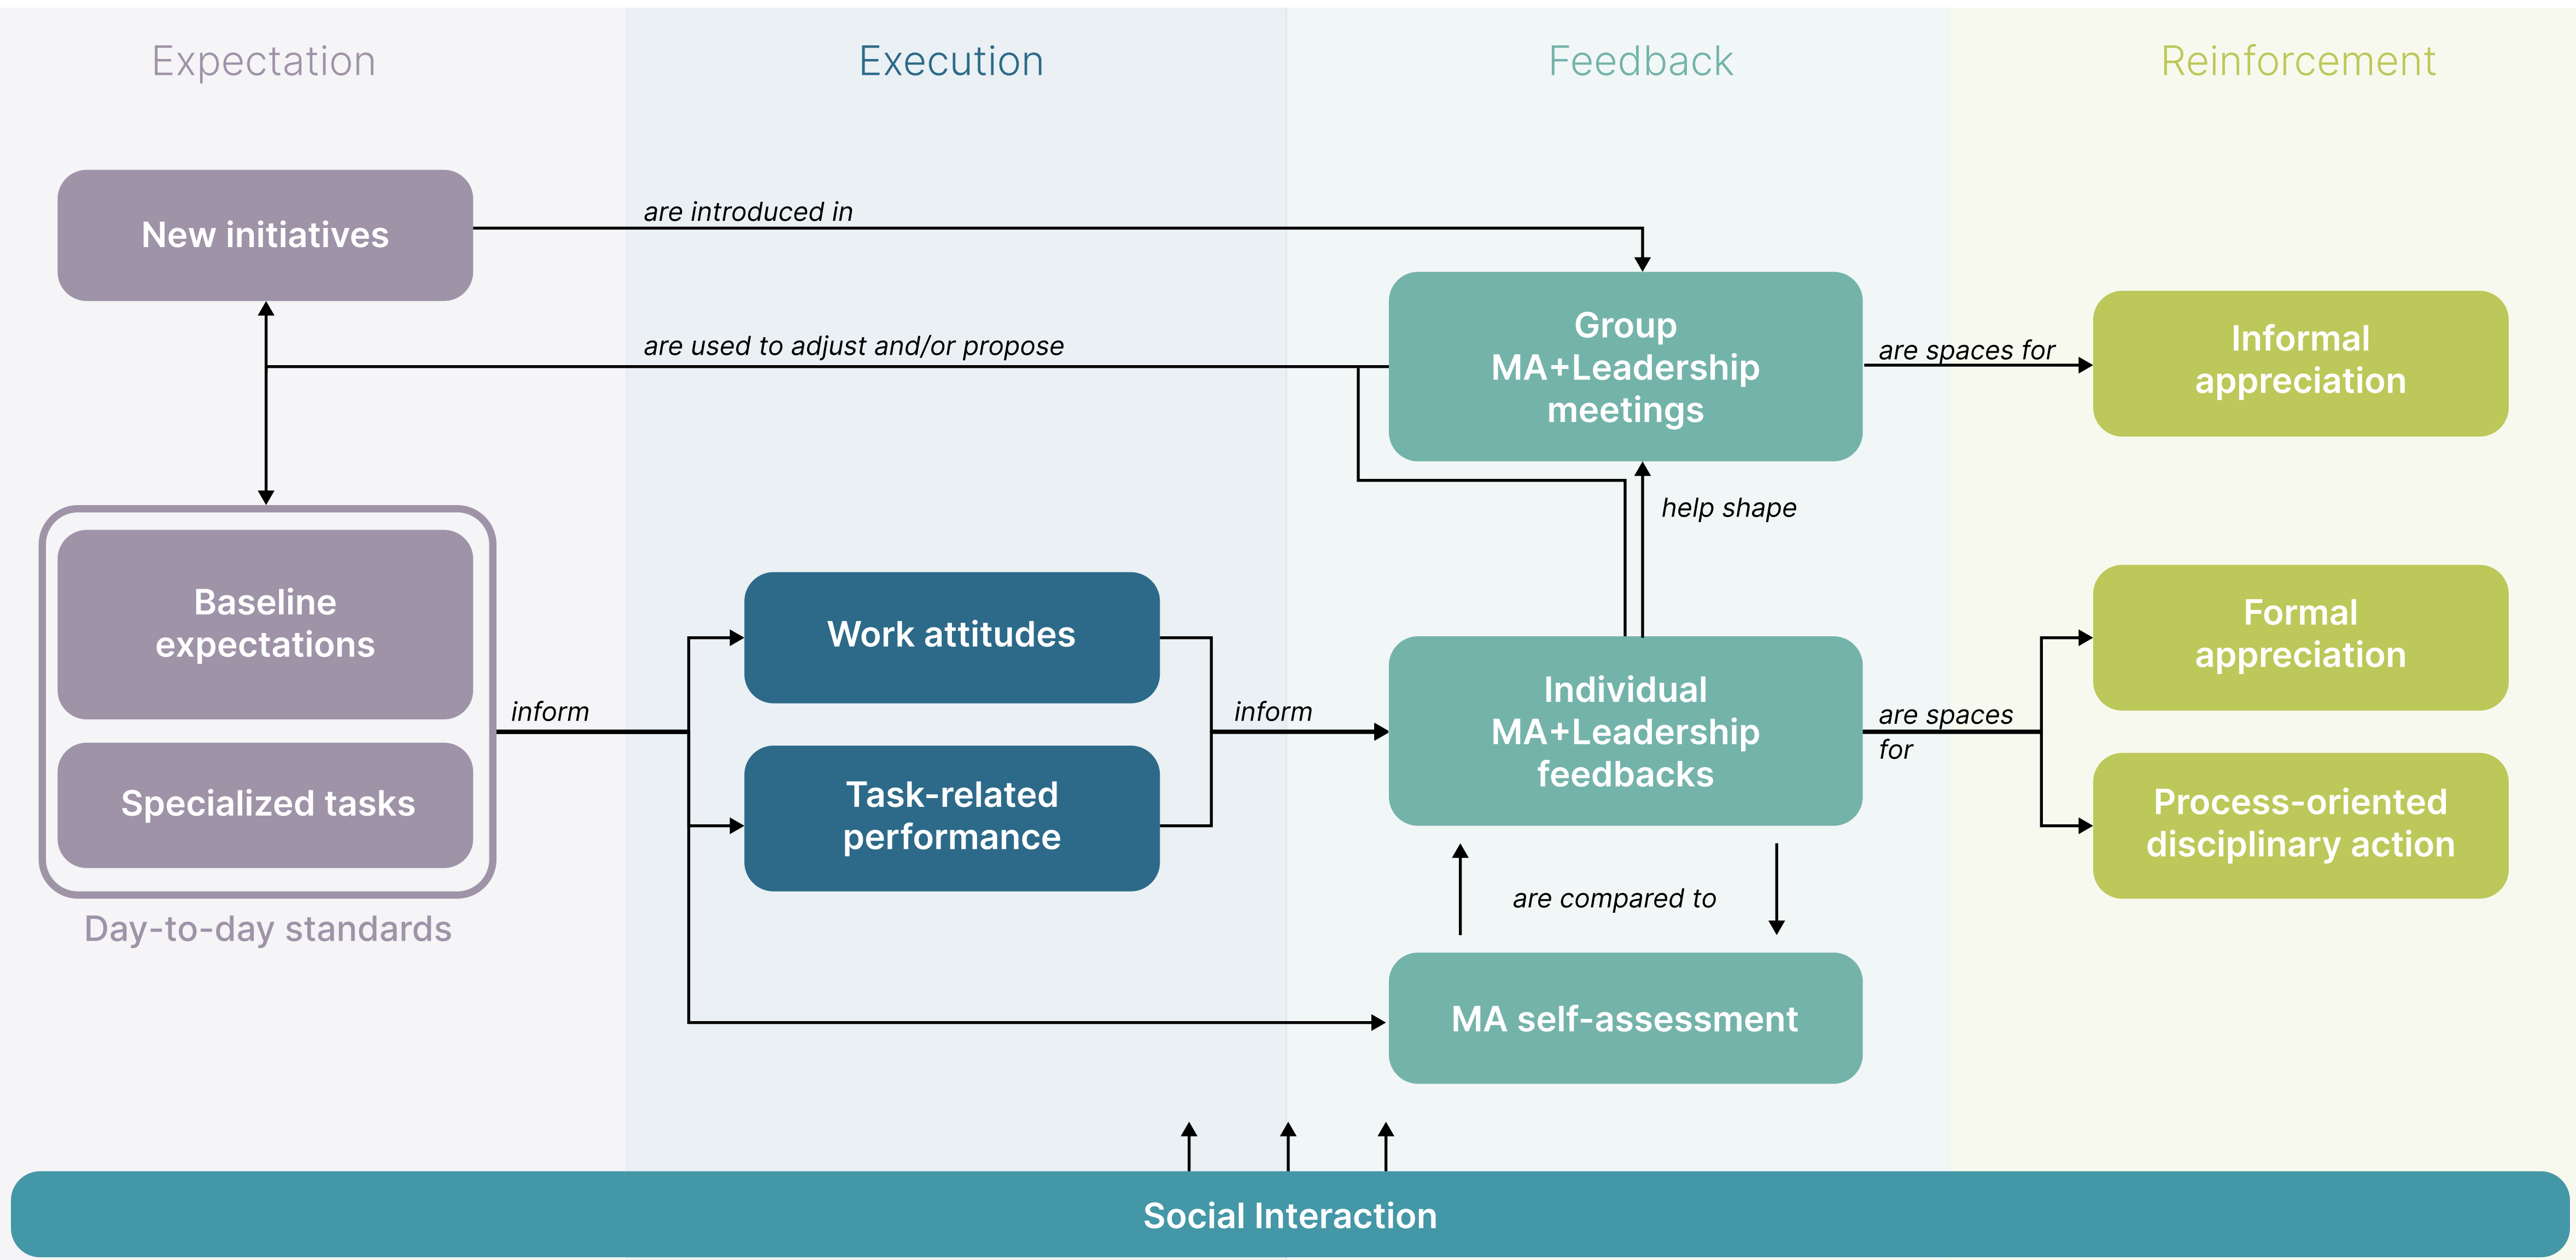 Expectation
Execution
Feedback
Reinforcement
New initiatives
are introduced in
are used to adjust and/or propose
Group
MA+Leadership
meetings
are spaces for
Informal
appreciation
help shape
Baseline
expectations
Specialized tasks
Day-to-day standards
inform
Work attitudes
Task-related
performance
inform
Individual
MA+Leadership
feedbacks
are spaces
for
Formal
appreciation
Process-oriented
disciplinary action
are compared to
MA self-assessment
Social Interaction